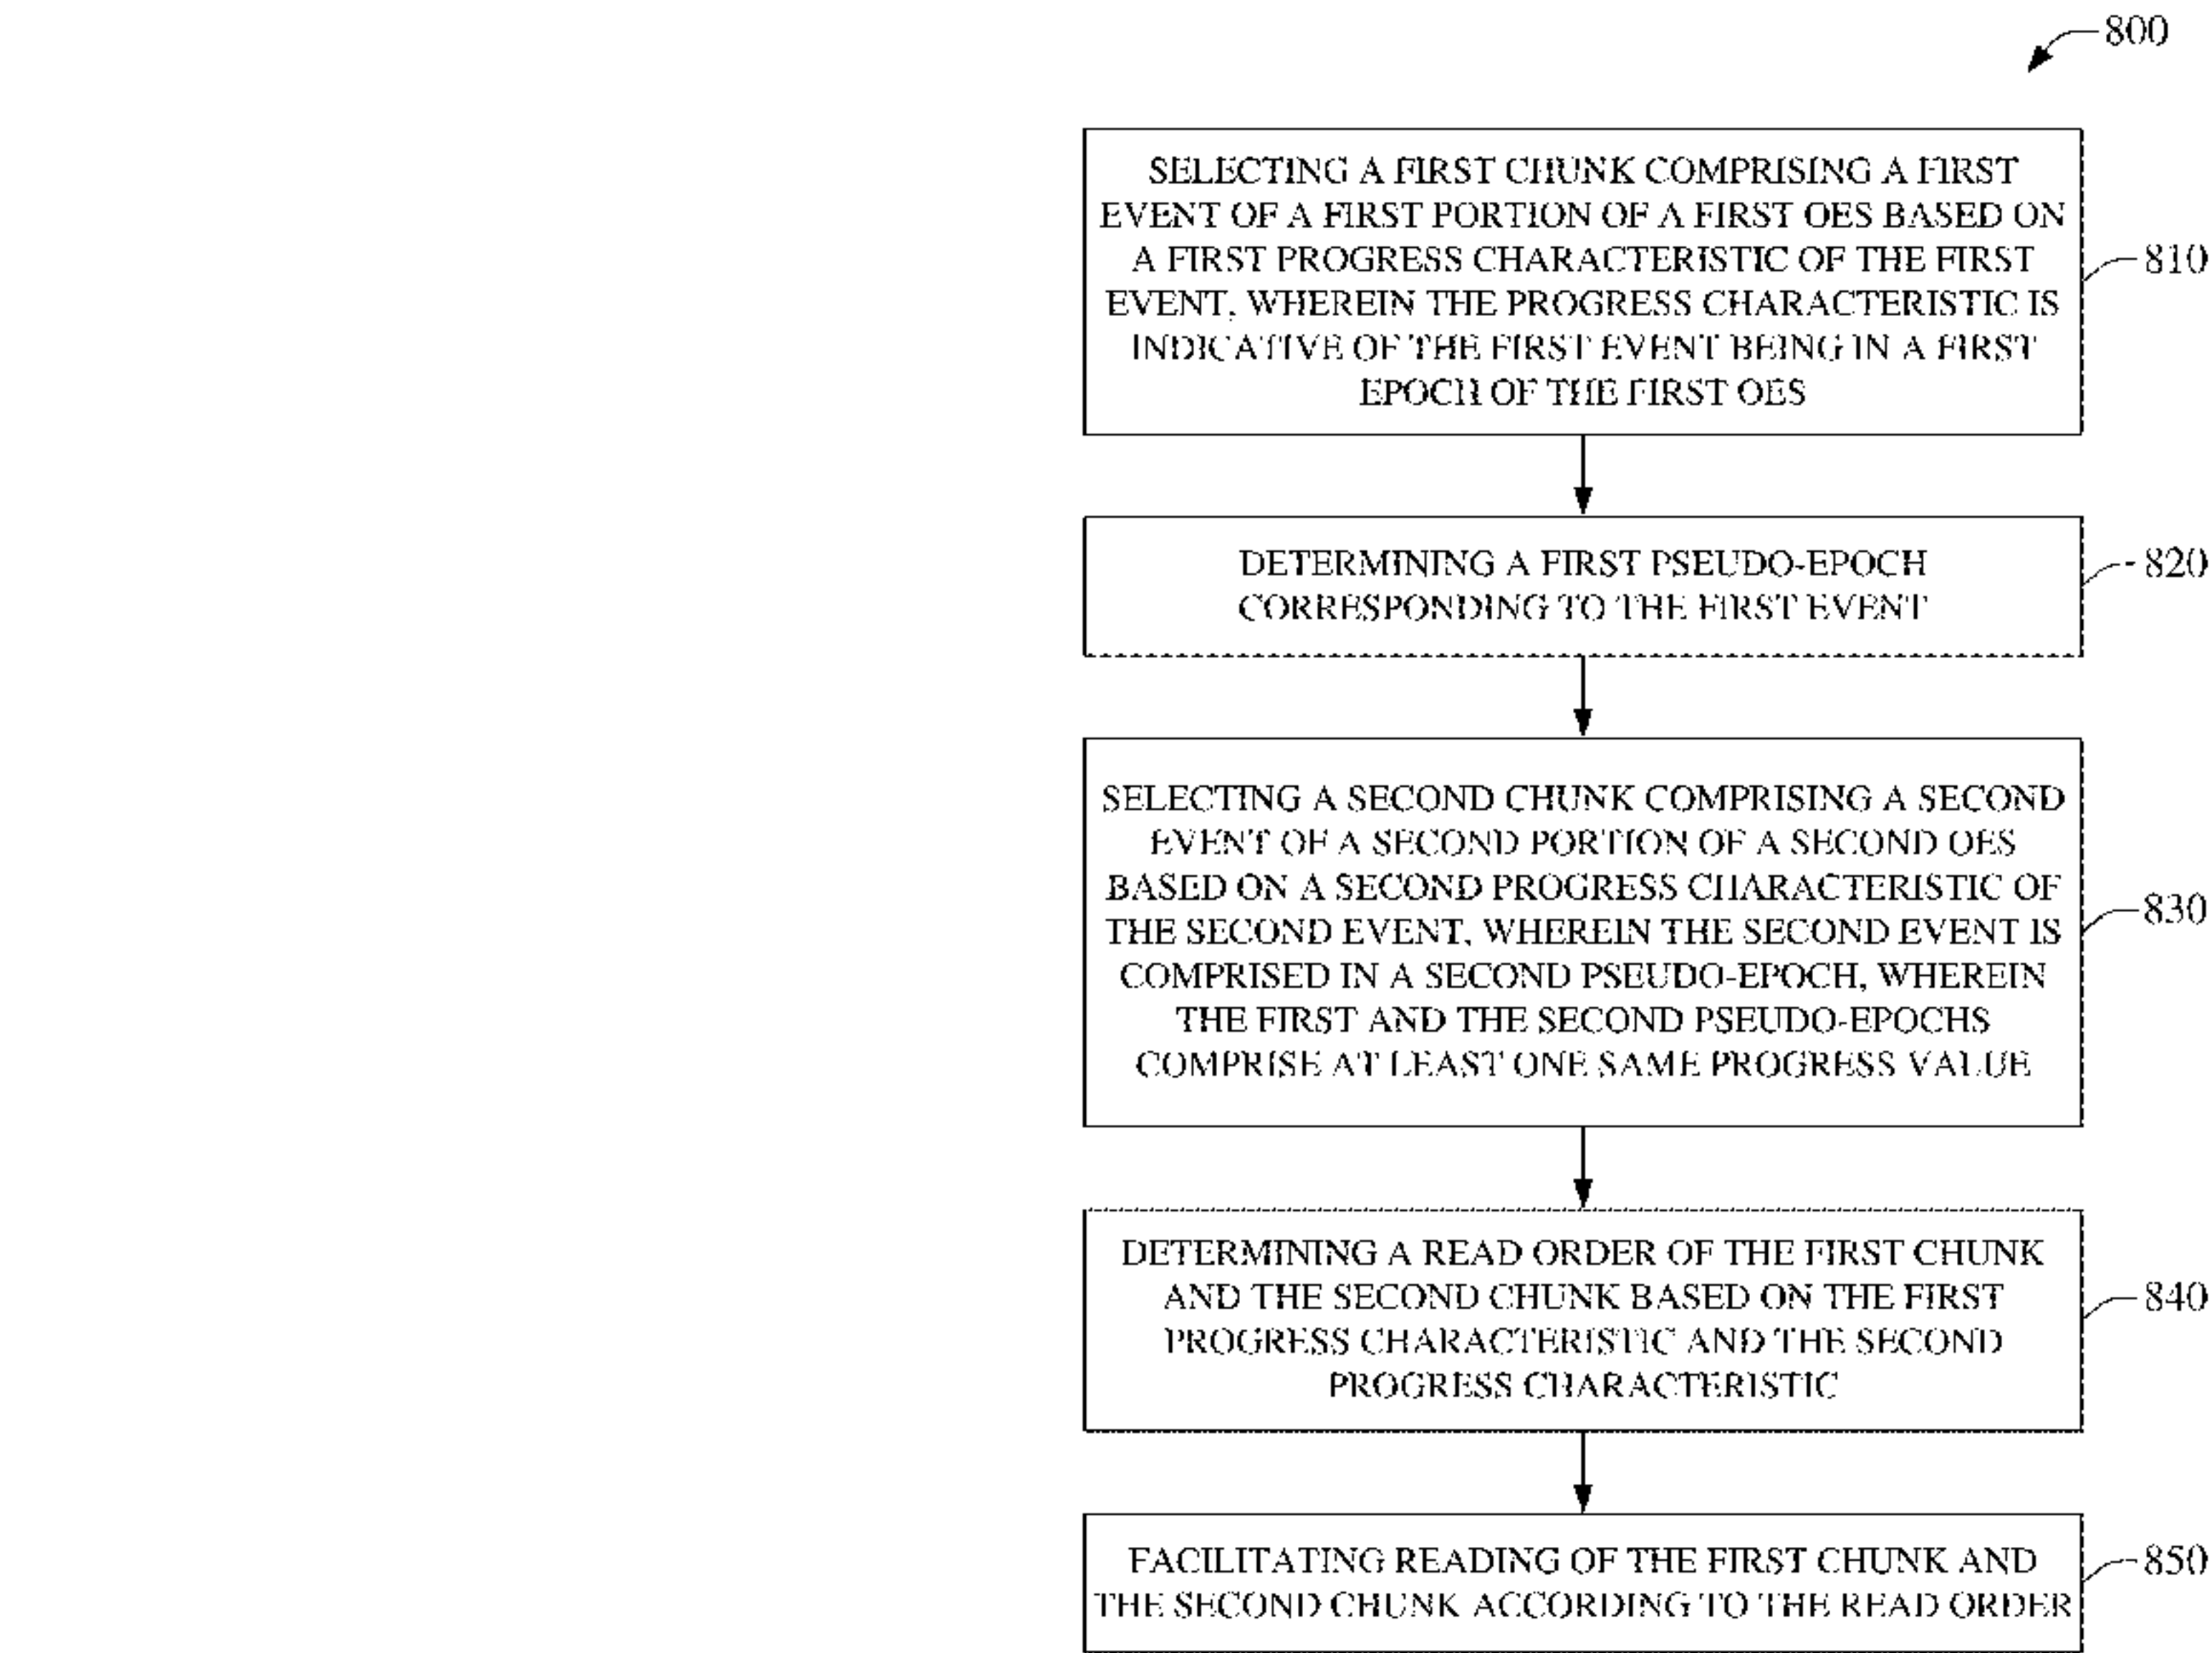 800
SELECTING A FIRST CHUNK COMPRISING A FIRST
EVENT OF A FIRST PORTION OF A FIRST OES BASED ON
A FIRST PROGRESS CHARACTERISTIC OF THE FIRST
EVENT, WHEREIN THE PROGRESS CHARACTERISTIC IS
INDICATIVE OF THE FIRST EVENT BEING IN A FIRST
EPOCH OF THE FIRST OES
810
DETERMINING A FIRST PSEUDO-EPOCH
CORRESPONDING TO THE FIRST EVENT
820
SELECTING A SECOND CHUNK COMPRISING A SECOND
EVENT OF A SECOND PORTION OF A SECOND OES
BASED ON A SECOND PROGRESS CHARACTERISTIC OF
THE SECOND EVENT, WHEREIN THE SECOND EVENT IS
COMPRISED IN A SECOND PSEUDO-EPOCH, WHEREIN
THE FIRST AND THE SECOND PSEUDO-EPOCHS
COMPRISE AT LEAST ONE SAME PROGRESS VALUE
830
DETERMINING A READ ORDER OF THE FIRST CHUNK
AND THE SECOND CHUNK BASED ON THE FIRST
PROGRESS CHARACTERISTIC AND THE SECOND
PROGRESS CHARACTERISTIC
840
FACILITATING READING OF THE FIRST CHUNK AND
THE SECOND CHUNK ACCORDING TO THE READ ORDER
850